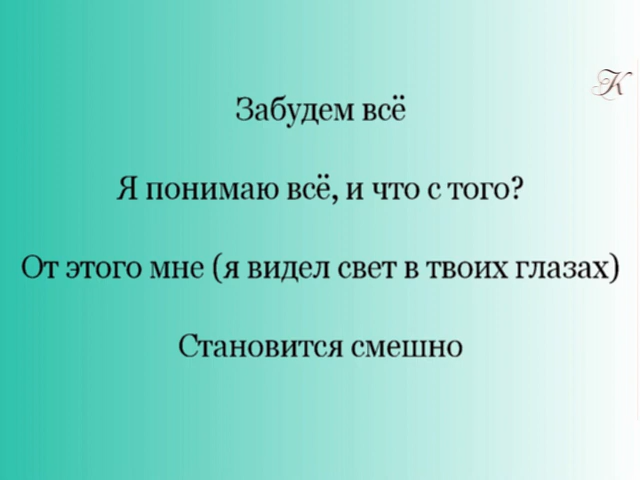 К
Забудем всё
Я понимаю всё, и что с того?
От этого мне (я видел свет в твоих глазах)
Становится смешно